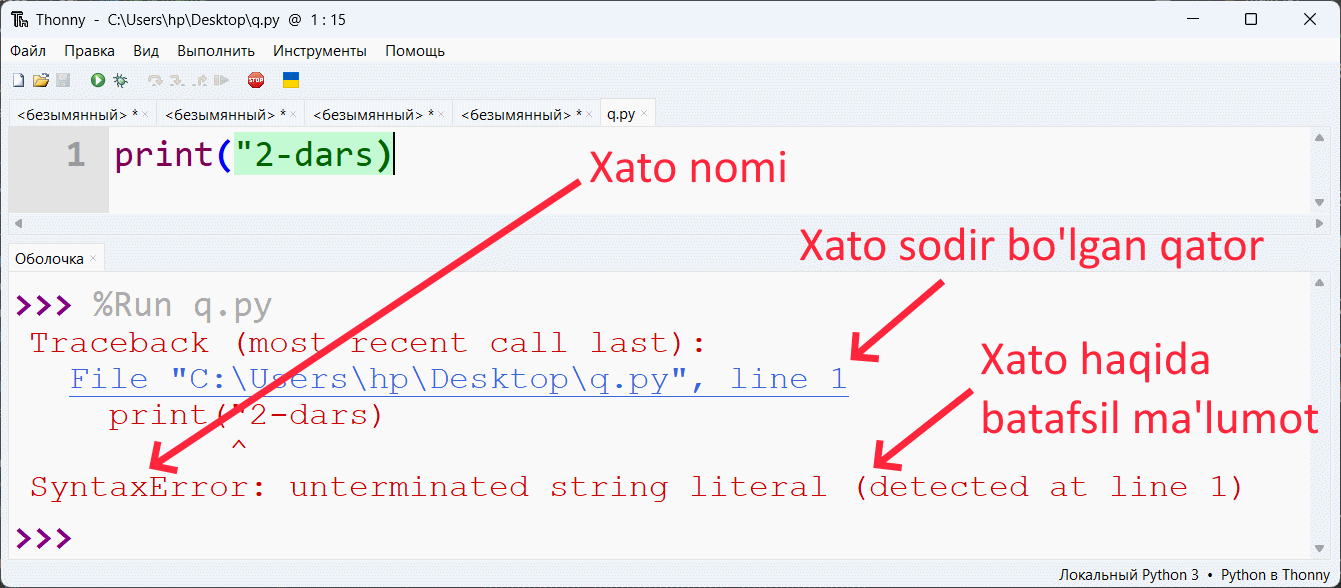 Thonny - C:\Users\hp\Desktop\q.py @ 1 : 15
Файл Правка Вид Выполнить Инструменты Помощь
STOP
<безымянный> * × <безымянный> * × <безымянный> * × <безымянный> * × q.py ×
1 print("2-dars)
Xato nomi
Xato sodir bo'lgan qator
Оболочка ×
>>> %Run q.py
Traceback (most recent call last):
File "C:\Users\hp\Desktop\q.py", line 1
Xato haqida
batafsil ma'lumot
print("2-dars)
^
SyntaxError: unterminated string literal (detected at line 1)
>>>
Локальный Python 3 • Python в Thonny